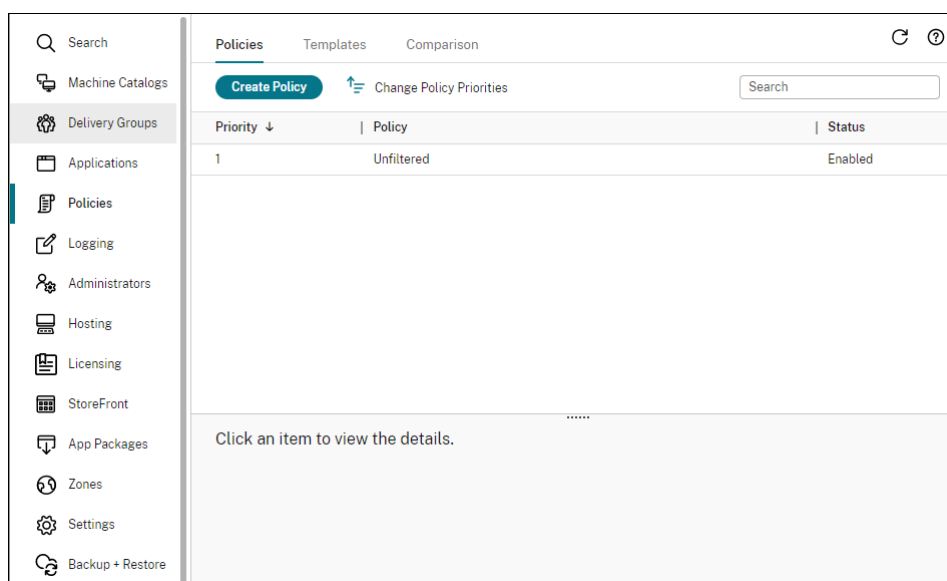 Search
Machine Catalogs
Delivery Groups
Applications
Policies
Logging
Administrators
Hosting
Licensing
StoreFront
App Packages
Zones
Settings
Backup + Restore
Policies Templates Comparison
Create Policy Change Policy Priorities Search
Priority ↓ | Policy | Status
1 Unfiltered Enabled
Click an item to view the details.